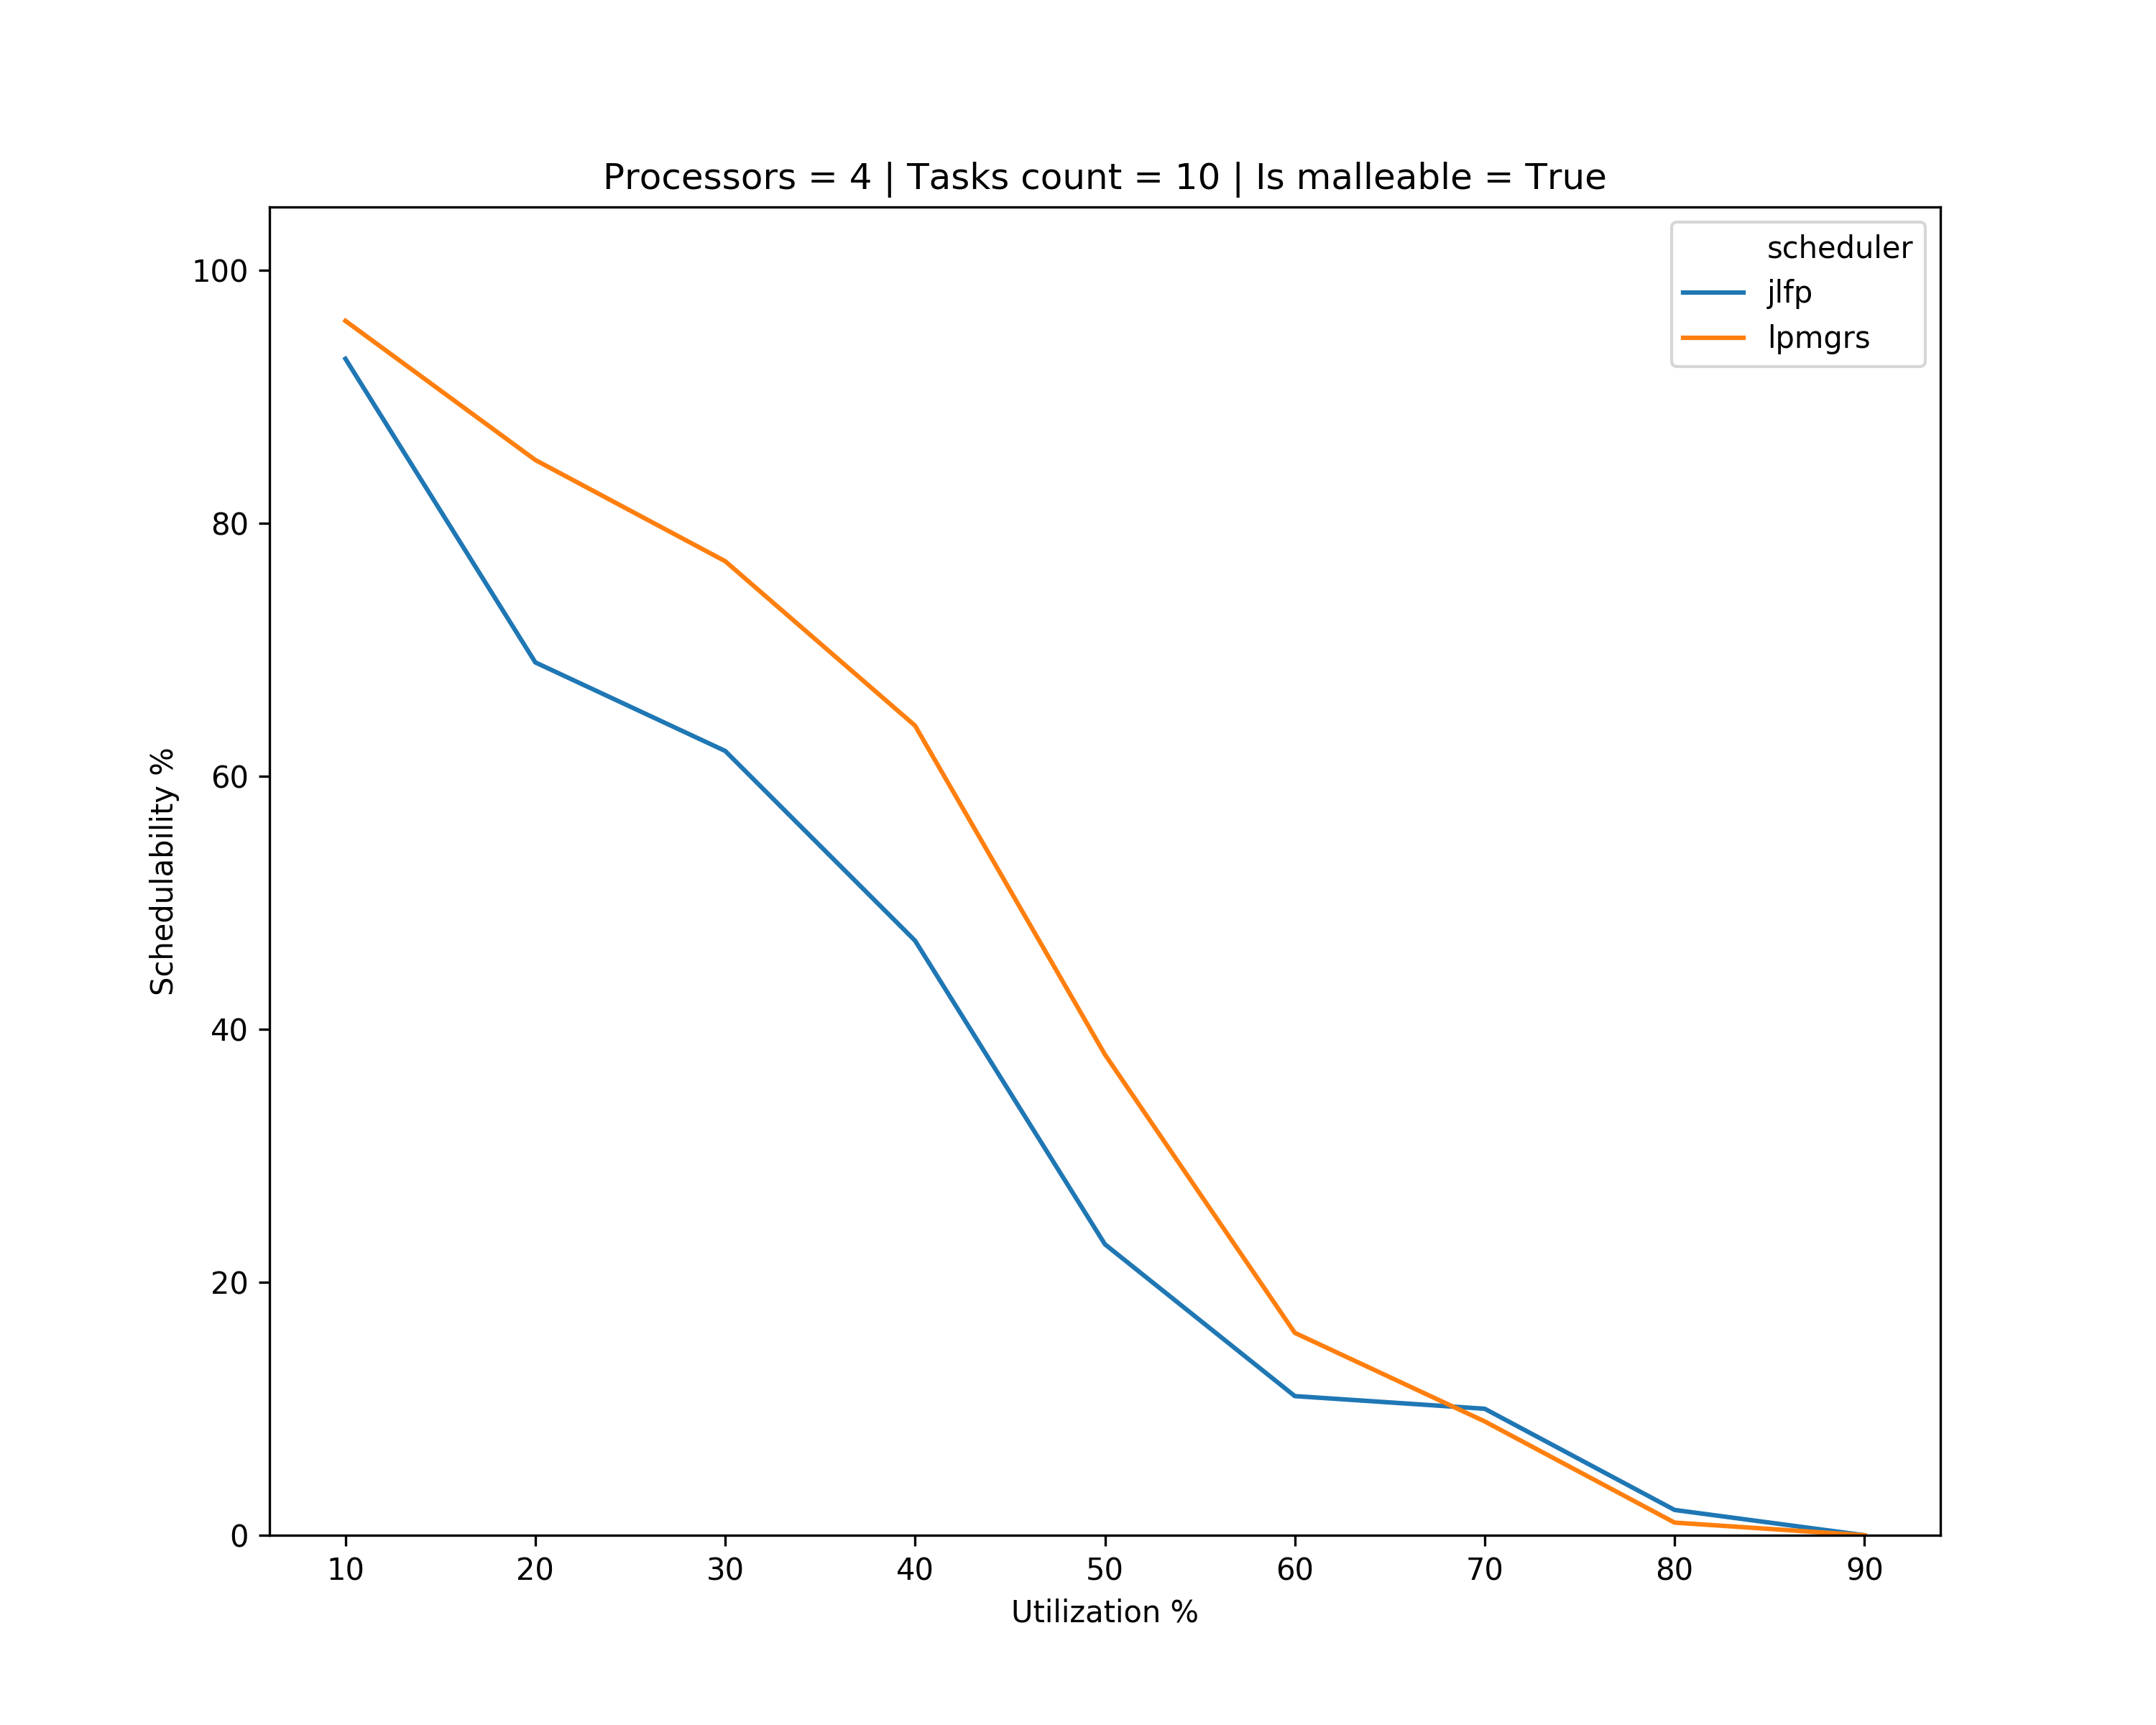 Processors = 4 | Tasks count = 10 | Is malleable = True
scheduler
jlfp
lpmgrs
100
80
60
40
20
0
Schedulability %
10 20 30 40 50 60 70 80 90
Utilization %